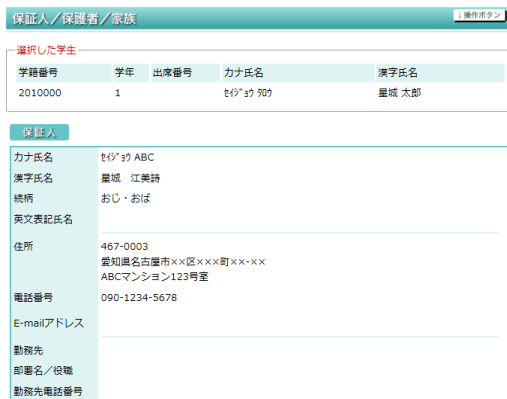 保証人／保護者／家族
↓操作ボタン
選択した学生
学籍番号 学年 出席番号 カナ氏名 漢字氏名
2010000 1 ｾｲｼﾞｮｳ ﾀﾛｳ 星城 太郎
保証人
カナ氏名 ｾｲｼﾞｮｳ ABC
漢字氏名 星城　江美詩
続柄 おじ・おば
英文表記氏名
住所 467-0003
愛知県名古屋市××区×××町××-××
ABCマンション123号室
電話番号 090-1234-5678
E-mailアドレス
勤務先
部署名／役職
勤務先電話番号